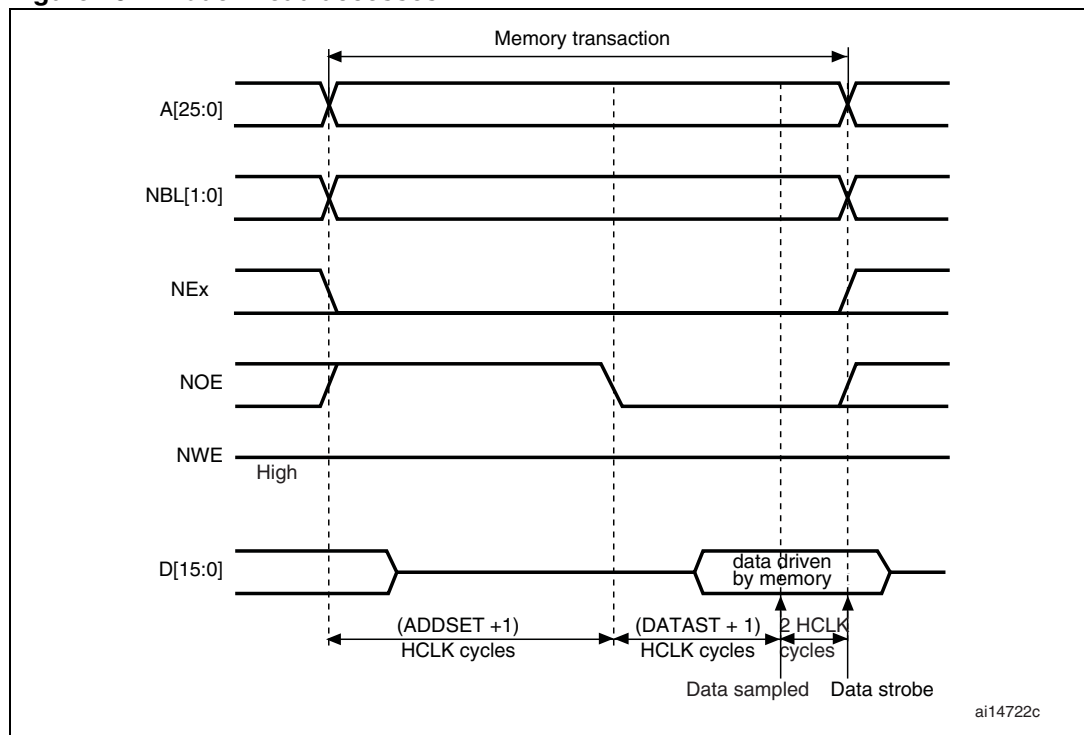 Memory transaction
A[25:0]
NBL[1:0]
NEx
NOE
NWE
High
D[15:0]
data driven
by memory
(ADDSET +1)
HCLK cycles
(DATAST + 1)
HCLK cycles
2 HCLK
cycles
Data sampled
Data strobe
ai14722c